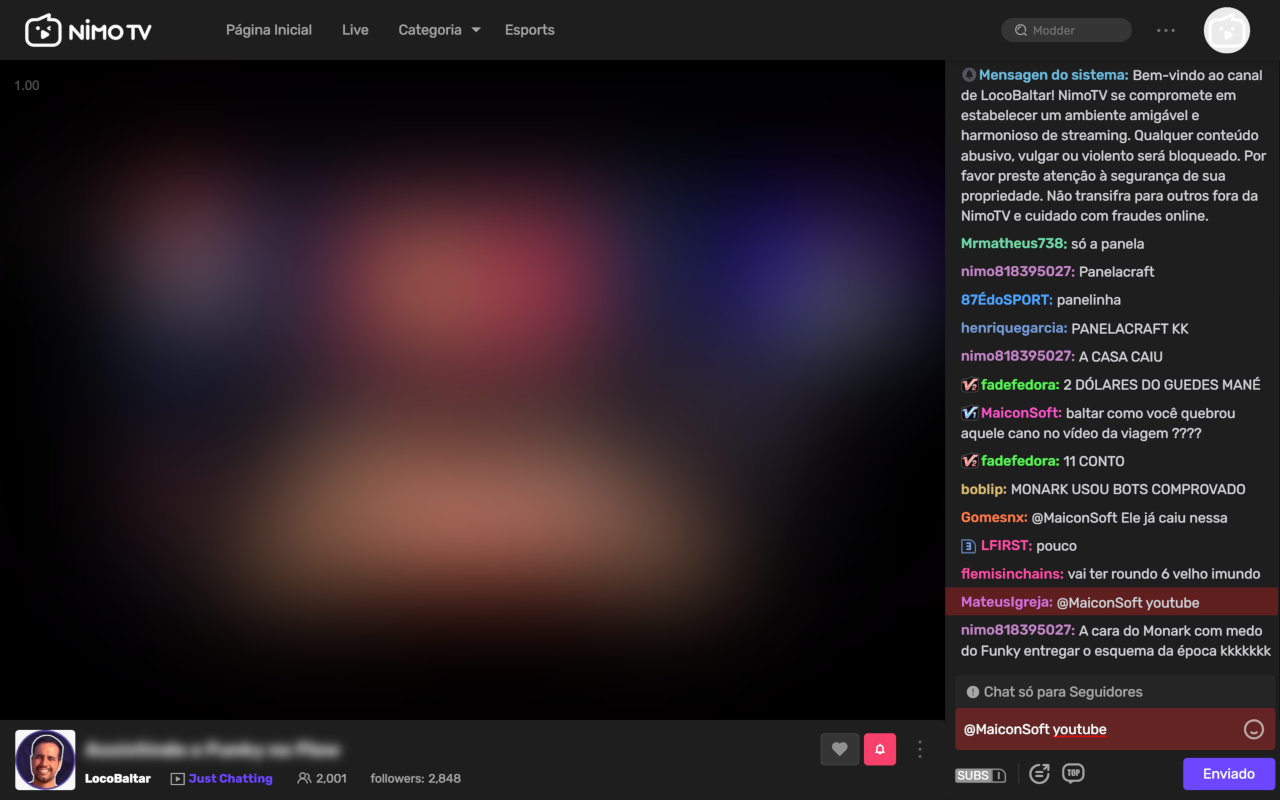 NIMO TV
Página Inicial
Live
Categoria
Esports
Modder
1.00
Mensagen do sistema: Bem-vindo ao canal
de LocoBaltar! NimoTV se compromete em
estabelecer um ambiente amigável e
harmonioso de streaming. Qualquer conteúdo
abusivo, vulgar ou violento será bloqueado. Por
favor preste atenção à segurança de sua
propriedade. Não transifra para outros fora da
NimoTV e cuidado com fraudes online.
Mrmatheus738: só a panela
nimo818395027: Panelacraft
87ÉdoSPORT: panelinha
henriquegarcia: PANELACRAFT KK
nimo818395027: A CASA CAIU
V2 fadefedora: 2 DÓLARES DO GUEDES MANÉ
V1 MaiconSoft: baltar como você quebrou
aquele cano no vídeo da viagem ????
V2 fadefedora: 11 CONTO
boblip: MONARK USOU BOTS COMPROVADO
Gomesnx: @MaiconSoft Ele já caiu nessa
3 LFIRST: pouco
flemisinchains: vai ter roundo 6 velho imundo
MateusIgreja: @MaiconSoft youtube
nimo818395027: A cara do Monark com medo
do Funky entregar o esquema da época kkkkkkk
Chat só para Seguidores
@MaiconSoft youtube
SUBS
TOP
Enviado
LocoBaltar
Just Chatting
2,001
followers: 2,848